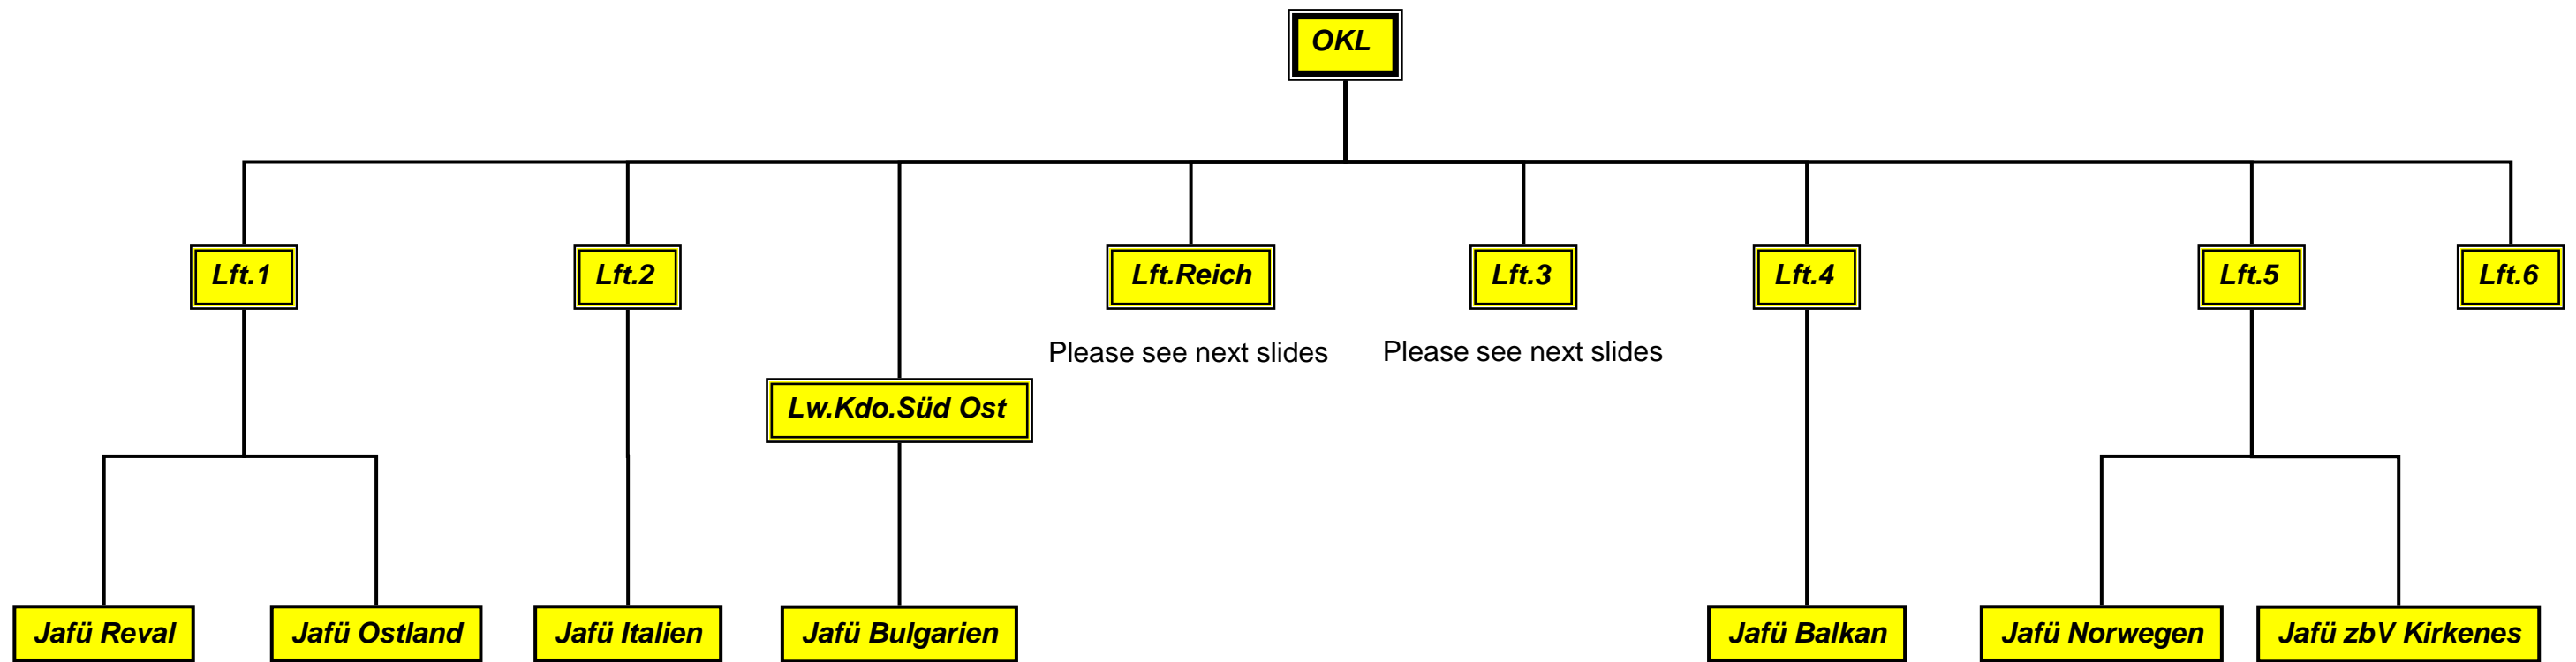 OKL
Lft.1
Lft.2
Lft.Reich
Lft.3
Lft.4
Lft.5
Lft.6
Please see next slides
Please see next slides
Lw.Kdo.Süd Ost
Jafü Reval
Jafü Ostland
Jafü Italien
Jafü Bulgarien
Jafü Balkan
Jafü Norwegen
Jafü zbV Kirkenes